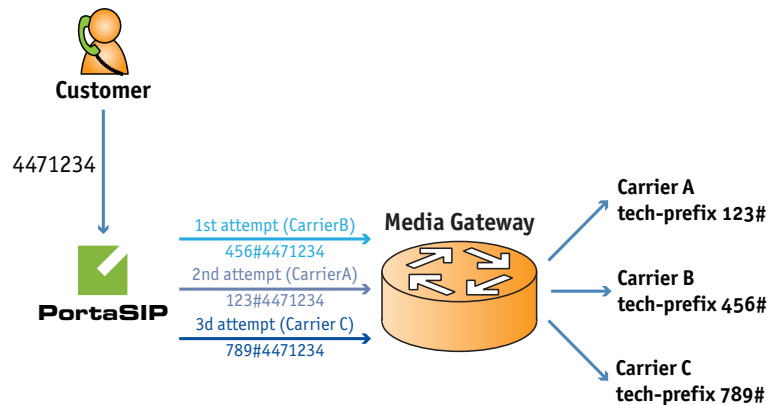 Customer
4471234
1st attempt (CarrierB)
456#4471234
2nd attempt (CarrierA)
123#4471234
3d attempt (Carrier C)
789#4471234
PortaSIP
Media Gateway
Carrier A
tech-prefix 123#
Carrier B
tech-prefix 456#
Carrier C
tech-prefix 789#